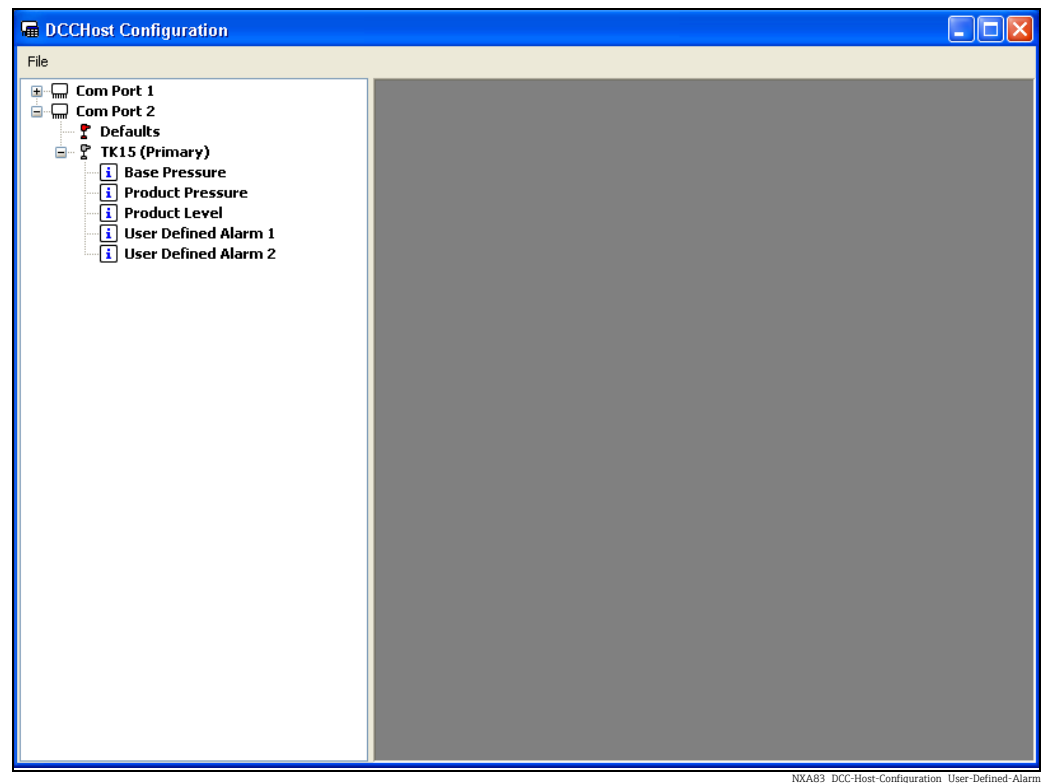 DCCHost Configuration
File
Com Port 1
Com Port 2
Defaults
TK15 (Primary)
Base Pressure
Product Pressure
Product Level
User Defined Alarm 1
User Defined Alarm 2
NXA83_DCC-Host-Configuration_User-Defined-Alarm